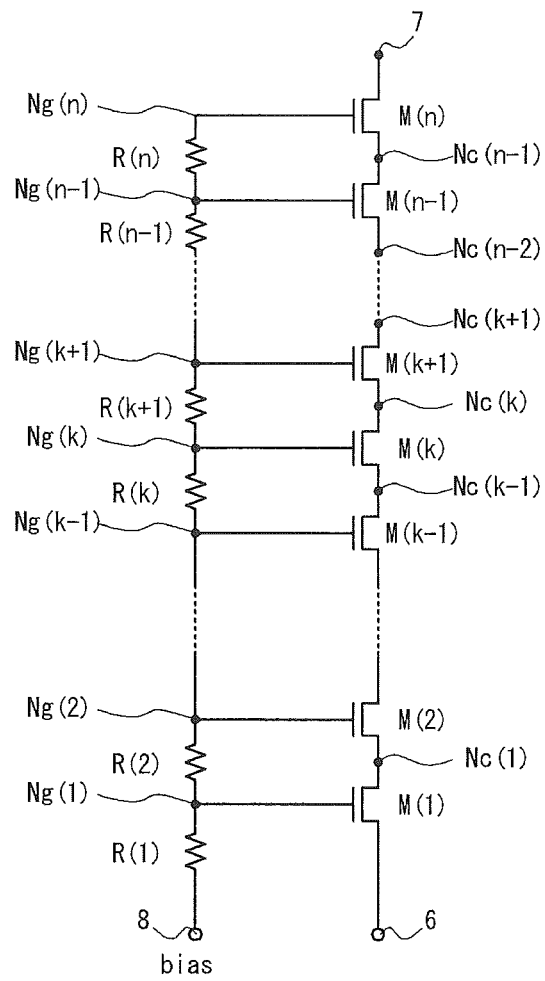 7
Ng(n)
M(n)
R(n)
Nc(n-1)
Ng(n-1)
M(n-1)
R(n-1)
Nc(n-2)
Nc(k+1)
Ng(k+1)
M(k+1)
R(k+1)
Nc(k)
Ng(k)
M(k)
R(k)
Nc(k-1)
Ng(k-1)
M(k-1)
Ng(2)
M(2)
R(2)
Nc(1)
Ng(1)
M(1)
R(1)
8
6
bias